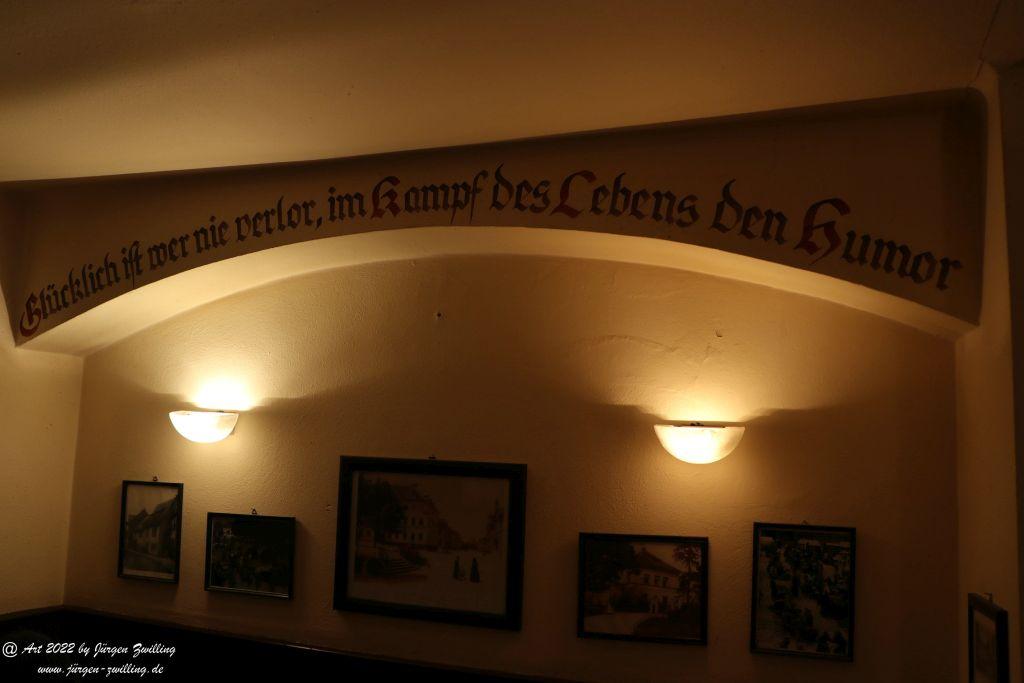 Glücklich ist wer nie verlor, im Kampf des Lebens den Humor
@ Art 2022 by Jürgen Zwilling
www.jürgen-zwilling.de